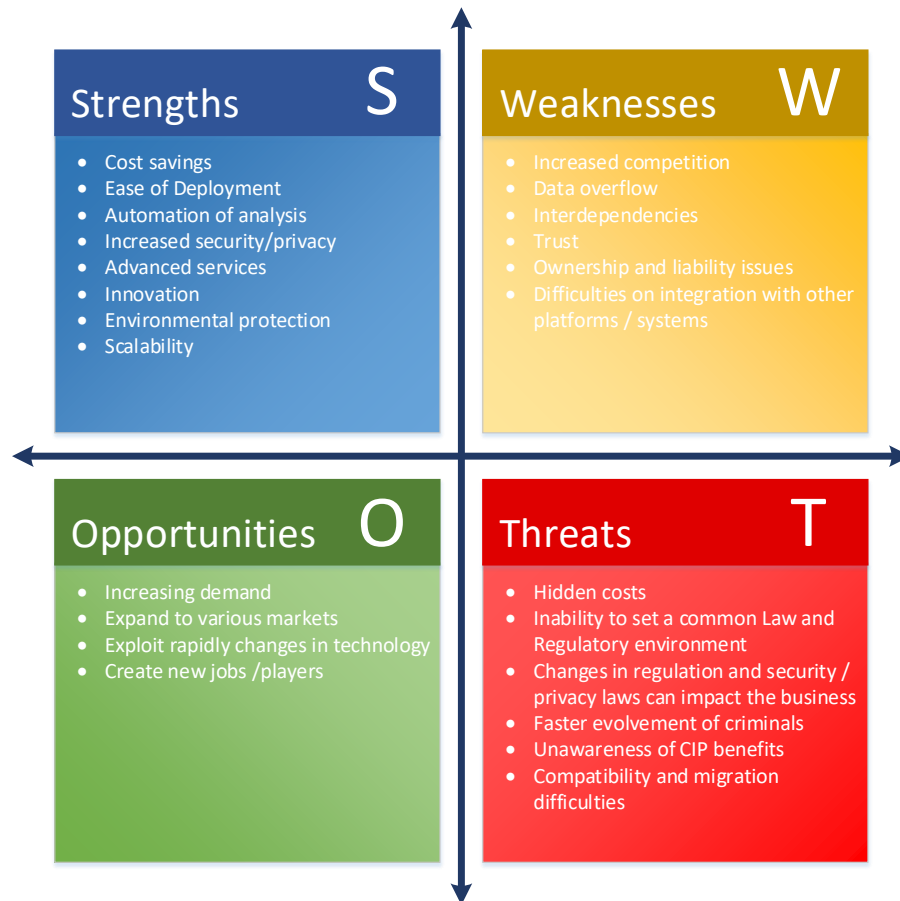 Strengths S
• Cost savings
• Ease of Deployment
• Automation of analysis
• Increased security/privacy
• Advanced services
• Innovation
• Environmental protection
• Scalability
Weaknesses W
• Increased competition
• Data overflow
• Interdependencies
• Trust
• Ownership and liability issues
• Difficulties on integration with other
platforms / systems
Opportunities O
• Increasing demand
• Expand to various markets
• Exploit rapidly changes in technology
• Create new jobs /players
Threats T
• Hidden costs
• Inability to set a common Law and
Regulatory environment
• Changes in regulation and security /
privacy laws can impact the business
• Faster evolvement of criminals
• Unawareness of CIP benefits
• Compatibility and migration
difficulties